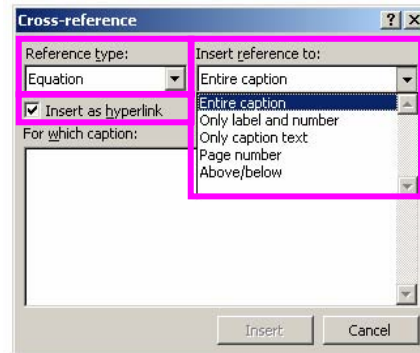 Cross-reference
Reference type:
Insert reference to:
Equation
Entire caption
Insert as hyperlink
Entire caption
Only label and number
Only caption text
Page number
Above/below
For which caption:
Insert
Cancel